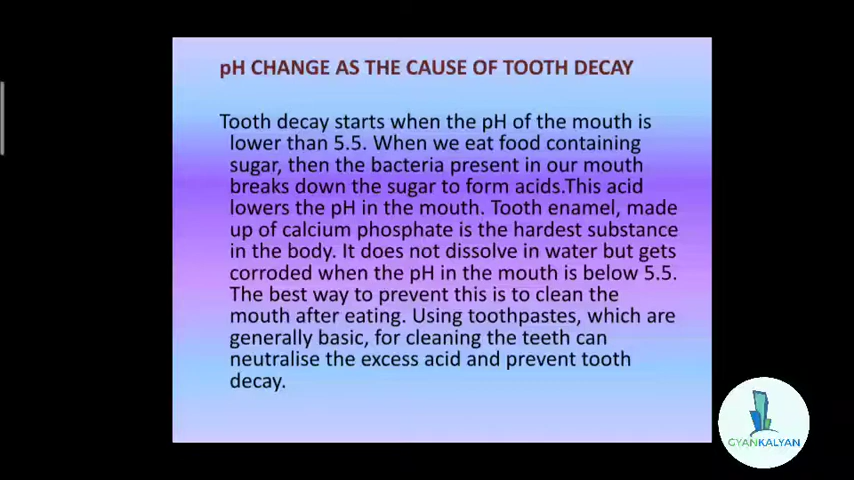 pH CHANGE AS THE CAUSE OF TOOTH DECAY
Tooth decay starts when the pH of the mouth is
lower than 5.5. When we eat food containing
sugar, then the bacteria present in our mouth
breaks down the sugar to form acids.This acid
lowers the pH in the mouth. Tooth enamel, made
up of calcium phosphate is the hardest substance
in the body. It does not dissolve in water but gets
corroded when the pH in the mouth is below 5.5.
The best way to prevent this is to clean the
mouth after eating. Using toothpastes, which are
generally basic, for cleaning the teeth can
neutralise the excess acid and prevent tooth
decay.
GYANKALYAN